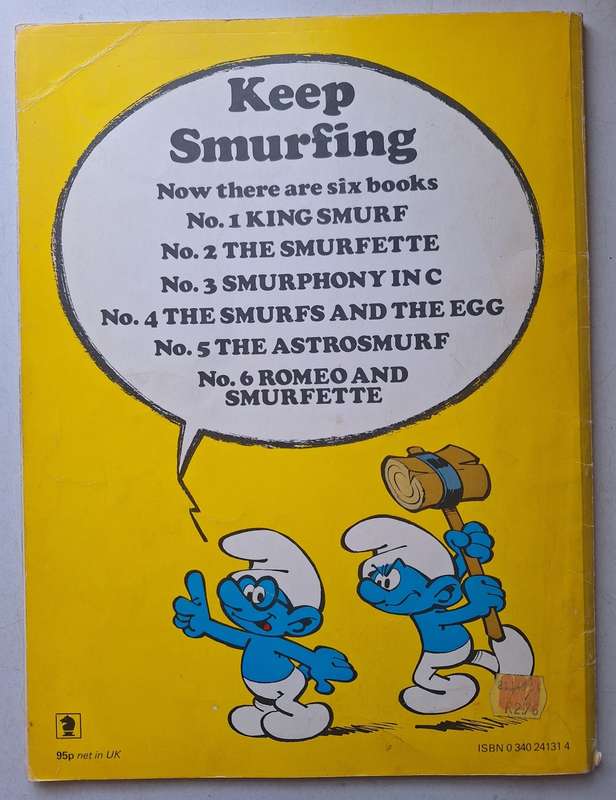 Keep
Smurfing
Now there are six books
No. 1 KING SMURF
No. 2 THE SMURFETTE
No. 3 SMURPHONY IN C
No. 4 THE SMURFS AND THE EGG
No. 5 THE ASTROSMURF
No. 6 ROMEO AND
SMURFETTE
95p net in UK
ISBN 0 340 24131 4